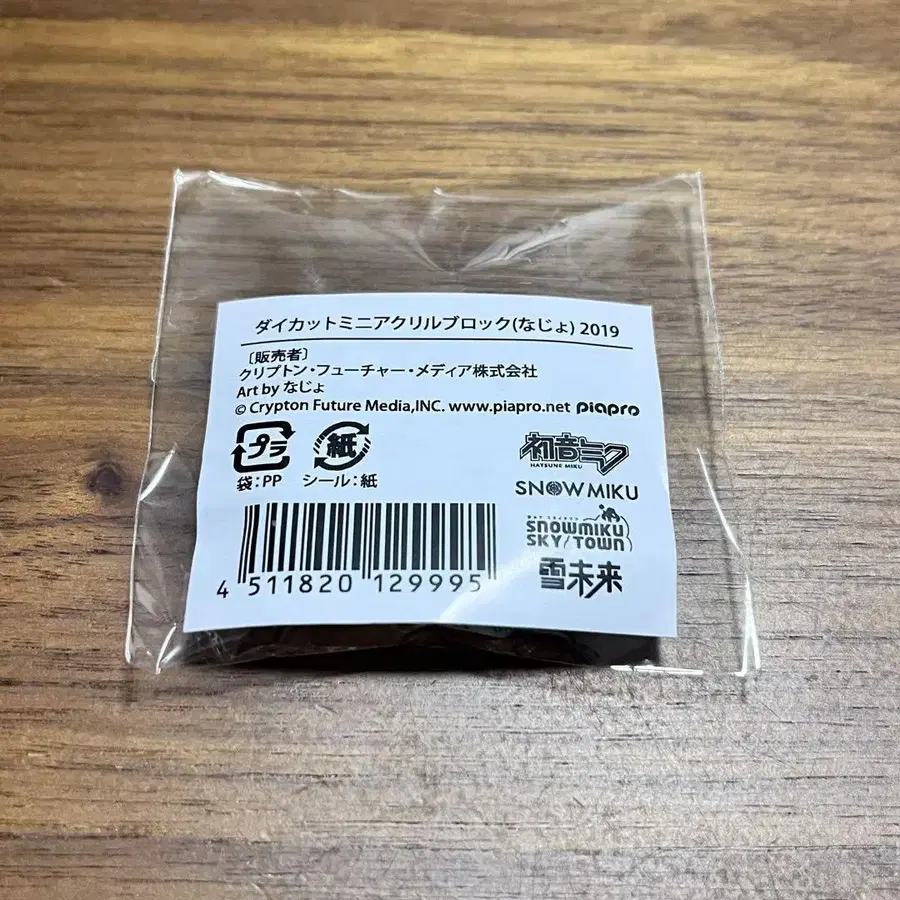 ダイカットミニアクリルブロック(なじょ) 2019
〔販売者〕
クリプトン・フューチャー・メディア株式会社
Art by なじょ
© Crypton Future Media,INC. www.piapro.net piapro
プラ
紙
袋:PP シール:紙
初音ミク
HATSUNE MIKU
SNOW MIKU
SNOWMIKU
SKY/TOWN
雪未来
4 511820 129995